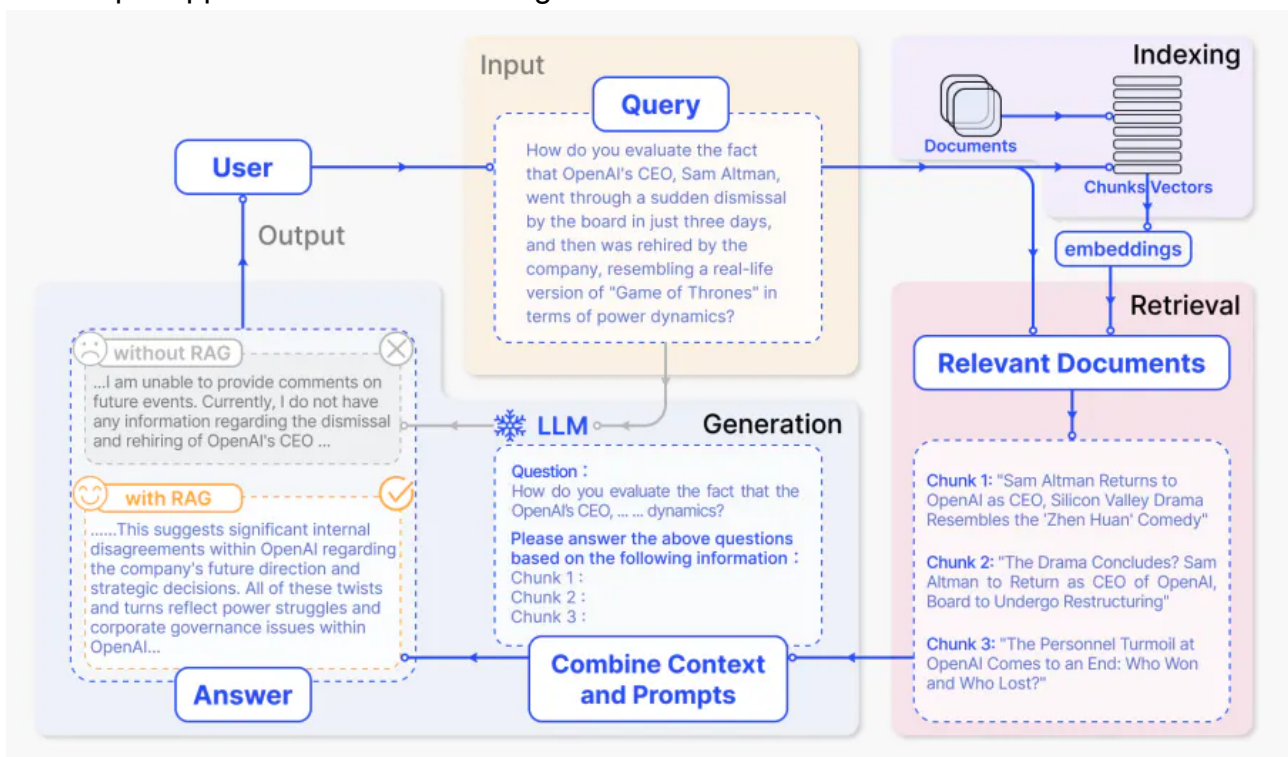 Input
Indexing
Query
Documents
Chunks Vectors
User
How do you evaluate the fact
that OpenAI's CEO, Sam Altman,
went through a sudden dismissal
by the board in just three days,
and then was rehired by the
company, resembling a real-life
version of "Game of Thrones" in
terms of power dynamics?
Output
embeddings
Retrieval
Relevant Documents
without RAG
...I am unable to provide comments on
future events. Currently, I do not have
any information regarding the dismissal
and rehiring of OpenAI's CEO ...
LLM
Generation
Question :
How do you evaluate the fact that the
OpenAI's CEO, ... ... dynamics?
Please answer the above questions
based on the following information :
Chunk 1 :
Chunk 2 :
Chunk 3 :
Chunk 1: "Sam Altman Returns to
OpenAI as CEO, Silicon Valley Drama
Resembles the 'Zhen Huan' Comedy"
Chunk 2: "The Drama Concludes? Sam
Altman to Return as CEO of OpenAI,
Board to Undergo Restructuring"
Chunk 3: "The Personnel Turmoil at
OpenAI Comes to an End: Who Won
and Who Lost?"
with RAG
......This suggests significant internal
disagreements within OpenAI regarding
the company's future direction and
strategic decisions. All of these twists
and turns reflect power struggles and
corporate governance issues within
OpenAI...
Combine Context
and Prompts
Answer